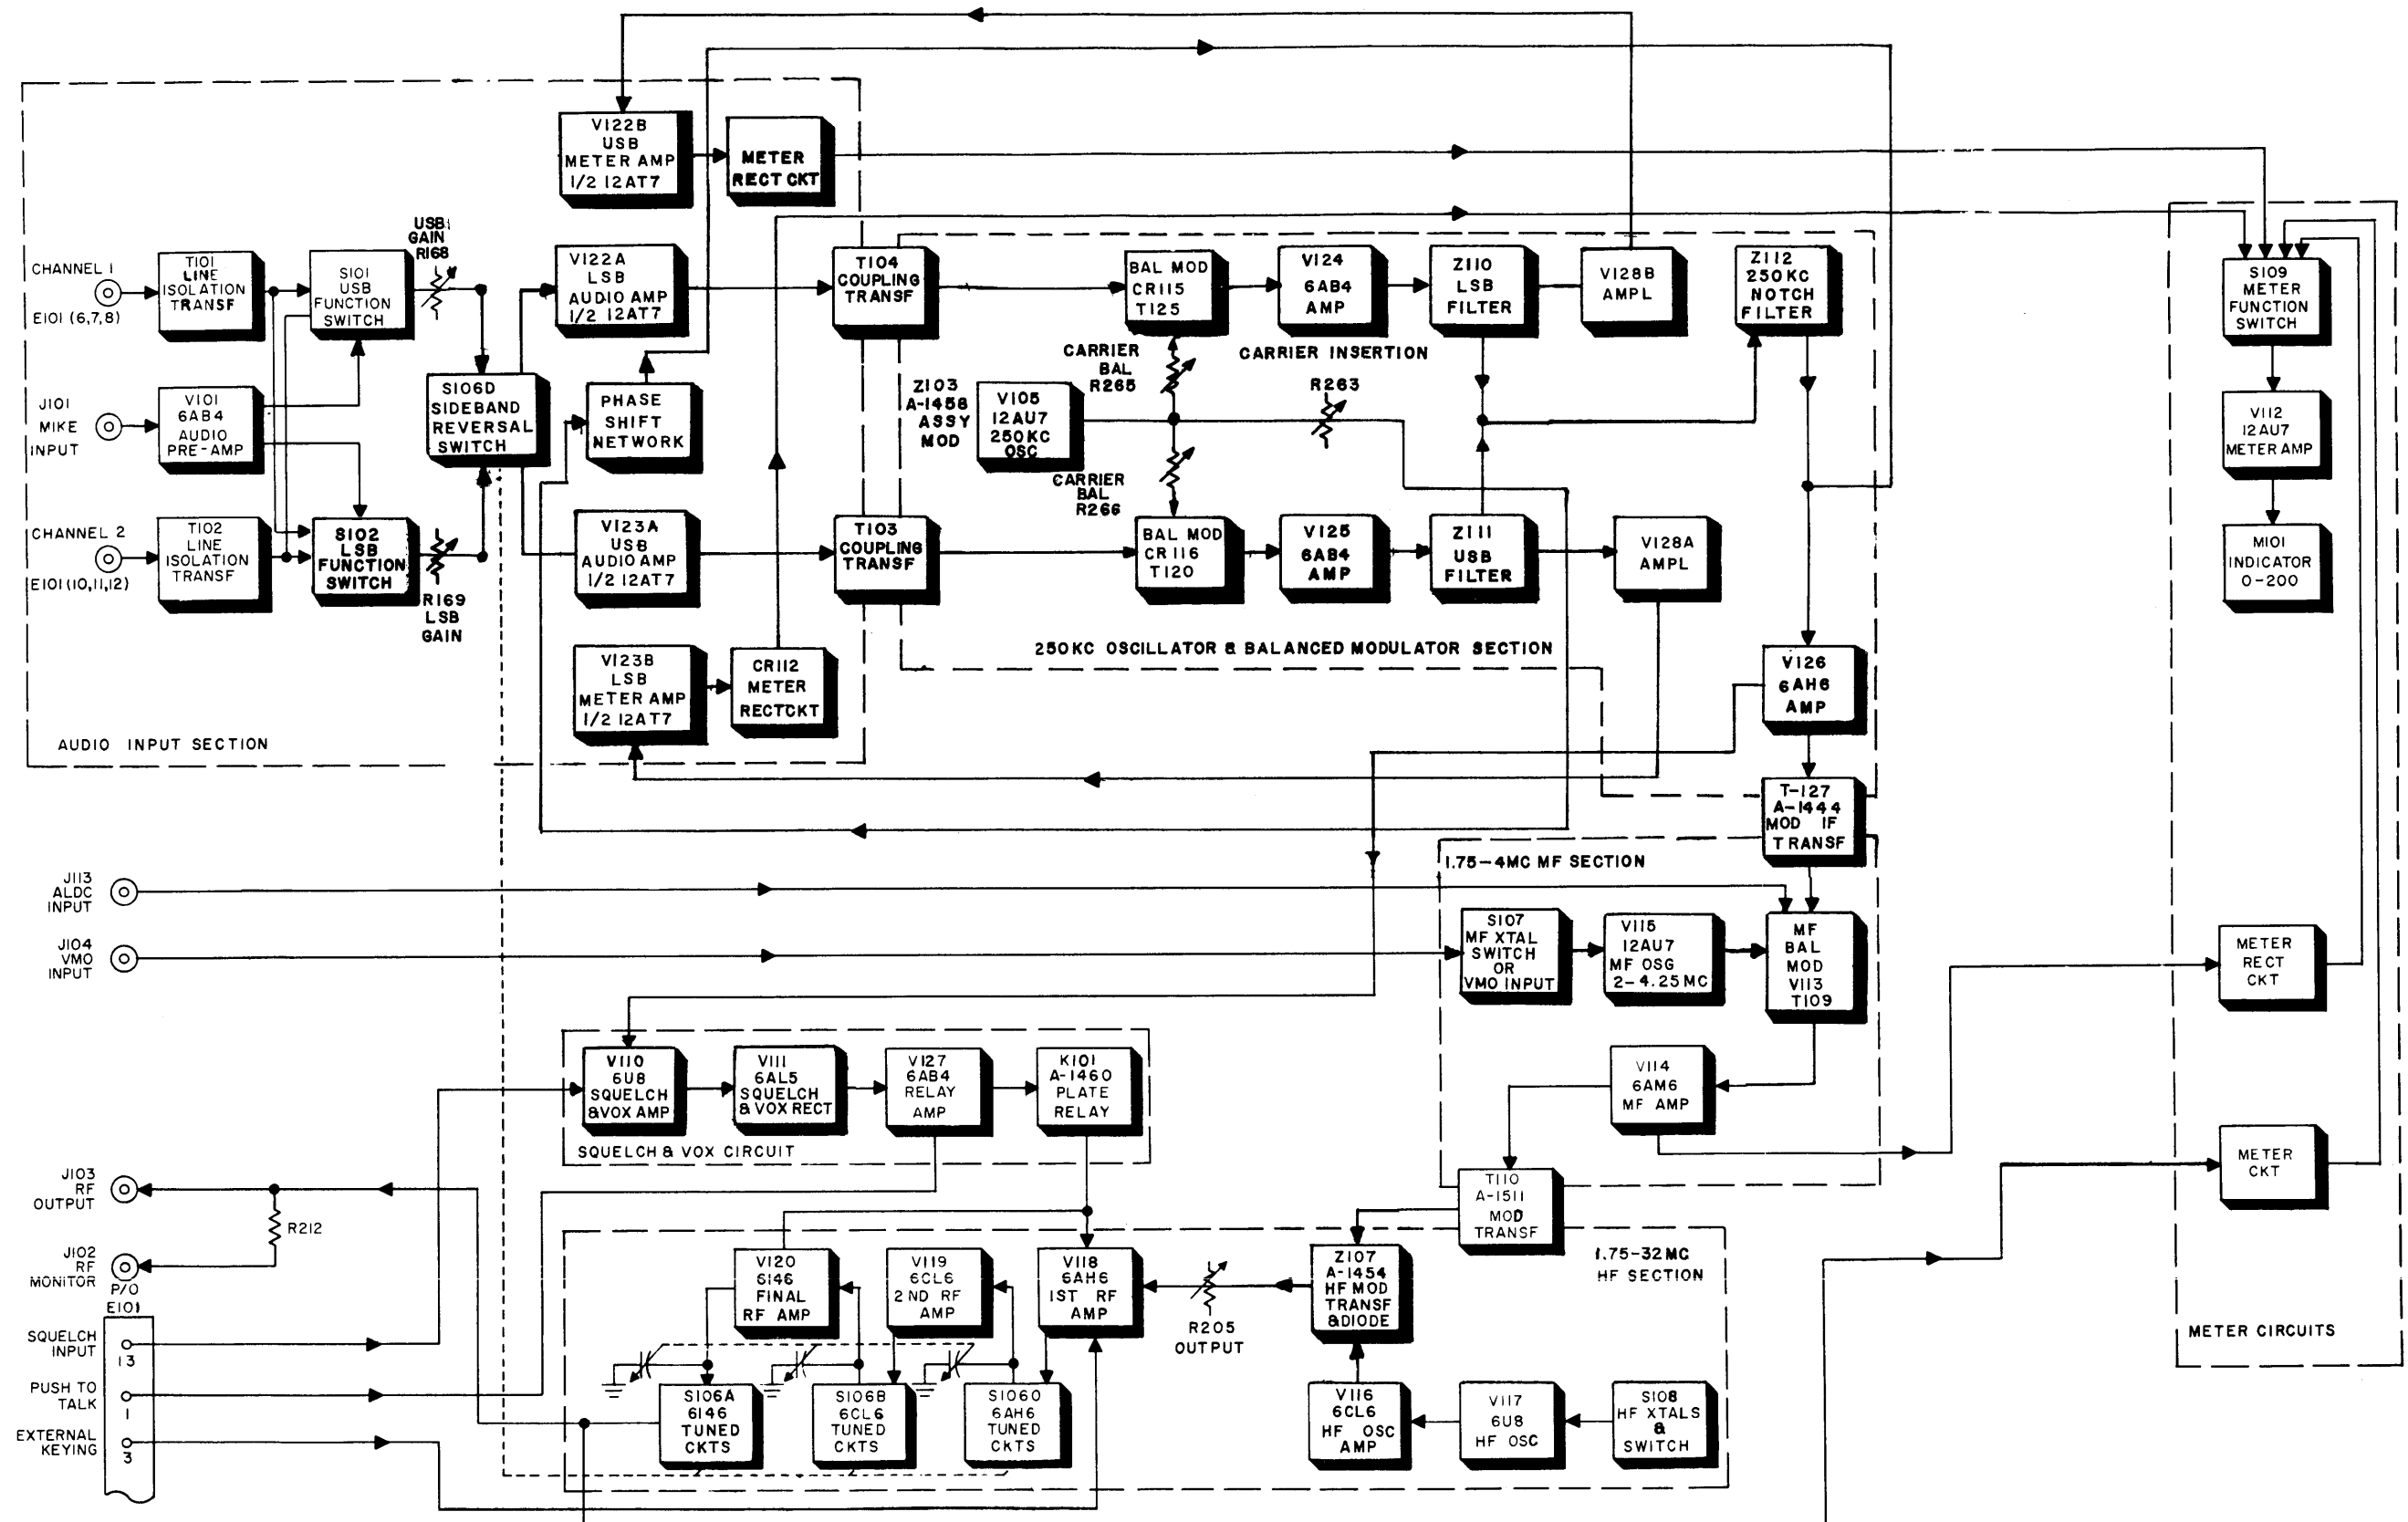 V122B
USB
METER AMP
1/2 12AT7
METER
RECT CKT
USB
GAIN
R168
CHANNEL 1
E101 (6,7,8)
T101
LINE
ISOLATION
TRANSF
S101
USB
FUNCTION
SWITCH
V122A
LSB
AUDIO AMP
1/2 12AT7
T104
COUPLING
TRANSF
BAL MOD
CR115
T125
V124
6AB4
AMP
Z110
LSB
FILTER
V128B
AMPL
Z112
250KC
NOTCH
FILTER
S109
METER
FUNCTION
SWITCH
J101
MIKE
INPUT
V101
6AB4
AUDIO
PRE-AMP
S106D
SIDEBAND
REVERSAL
SWITCH
PHASE
SHIFT
NETWORK
Z103
A-1458
ASSY
MOD
V105
12AU7
250KC
OSC
CARRIER
BAL
R265
CARRIER INSERTION
R263
CARRIER
BAL
R266
V112
12AU7
METER AMP
CHANNEL 2
E101 (10,11,12)
T102
LINE
ISOLATION
TRANSF
S102
LSB
FUNCTION
SWITCH
R169
LSB
GAIN
V123A
USB
AUDIO AMP
1/2 12AT7
T103
COUPLING
TRANSF
BAL MOD
CR116
T120
V125
6AB4
AMP
Z111
USB
FILTER
V128A
AMPL
M101
INDICATOR
0-200
250KC OSCILLATOR & BALANCED MODULATOR SECTION
V123B
LSB
METER AMP
1/2 12AT7
CR112
METER
RECTCKT
V126
6AH6
AMP
AUDIO INPUT SECTION
T-127
A-1444
MOD IF
TRANSF
1.75-4MC MF SECTION
J113
ALDC
INPUT
J104
VMO
INPUT
S107
MF XTAL
SWITCH
OR
VMO INPUT
V115
12AU7
MF OSG
2-4.25MC
MF
BAL
MOD
V113
T109
METER
RECT
CKT
V110
6U8
SQUELCH
&VOX AMP
V111
6AL5
SQUELCH
& VOX RECT
V127
6AB4
RELAY
AMP
K101
A-1460
PLATE
RELAY
V114
6AM6
MF AMP
SQUELCH & VOX CIRCUIT
METER
CKT
J103
RF
OUTPUT
R212
J102
RF
MONITOR
T110
A-1511
MOD
TRANSF
1.75-32MC
HF SECTION
V120
6146
FINAL
RF AMP
V119
6CL6
2ND RF
AMP
V118
6AH6
1ST RF
AMP
R205
OUTPUT
Z107
A-1454
HF MOD
TRANSF
&DIODE
P/O
E101
SQUELCH
INPUT
13
PUSH TO
TALK
1
EXTERNAL
KEYING
3
METER CIRCUITS
S106A
6146
TUNED
CKTS
S106B
6CL6
TUNED
CKTS
S1060
6AH6
TUNED
CKTS
V116
6CL6
HF OSC
AMP
V117
6U8
HF OSC
S108
HF XTALS
&
SWITCH